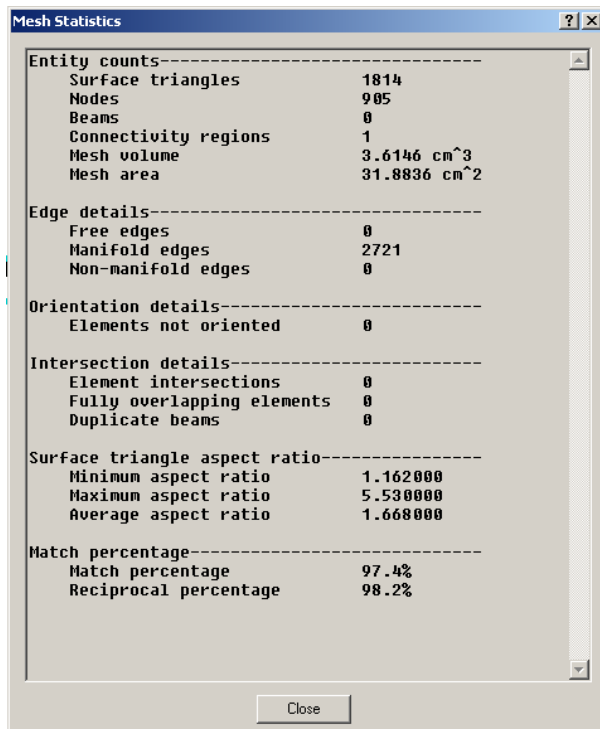 Mesh Statistics
Entity counts-------------------------------
Surface triangles 1814
Nodes 905
Beams 0
Connectivity regions 1
Mesh volume 3.6146 cm^3
Mesh area 31.8836 cm^2
Edge details--------------------------------
Free edges 0
Manifold edges 2721
Non-manifold edges 0
Orientation details-------------------------
Elements not oriented 0
Intersection details------------------------
Element intersections 0
Fully overlapping elements 0
Duplicate beams 0
Surface triangle aspect ratio---------------
Minimum aspect ratio 1.162000
Maximum aspect ratio 5.530000
Average aspect ratio 1.668000
Match percentage----------------------------
Match percentage 97.4%
Reciprocal percentage 98.2%
Close